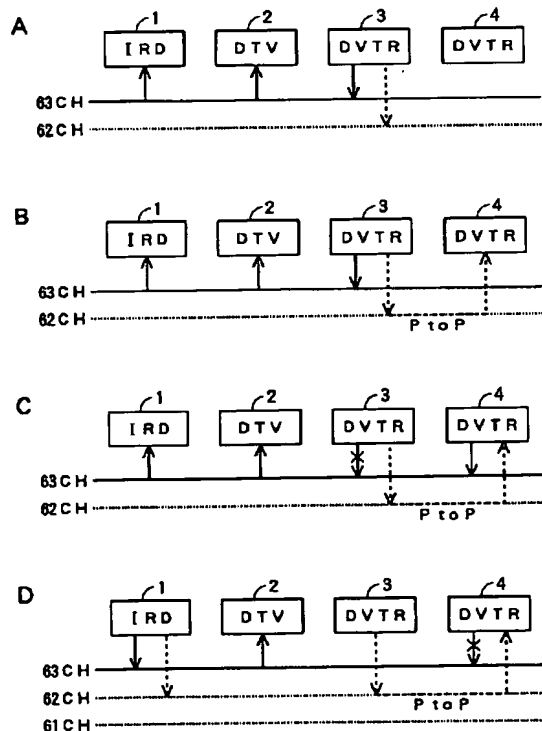 A
1 2 3 4
IRD DTV DVTR DVTR
63CH
62CH
B
1 2 3 4
IRD DTV DVTR DVTR
63CH
62CH
P to P
C
1 2 3 4
IRD DTV DVTR DVTR
63CH
62CH
P to P
D
1 2 3 4
IRD DTV DVTR DVTR
63CH
62CH
P to P
61CH